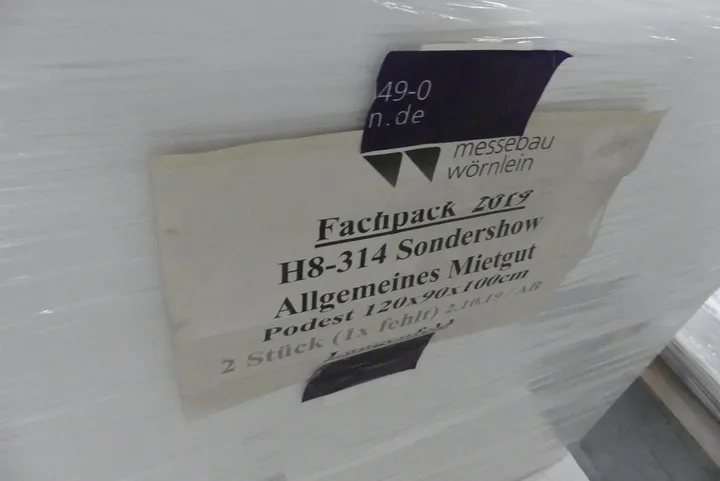 49-0
n.de
messebau
wörnlein
Fachpack 2019
H8-314 Sondershow
Allgemeines Mietgut
Podest 120x90x100cm
2 Stück (1x fehlt) 2.10.19 / AB